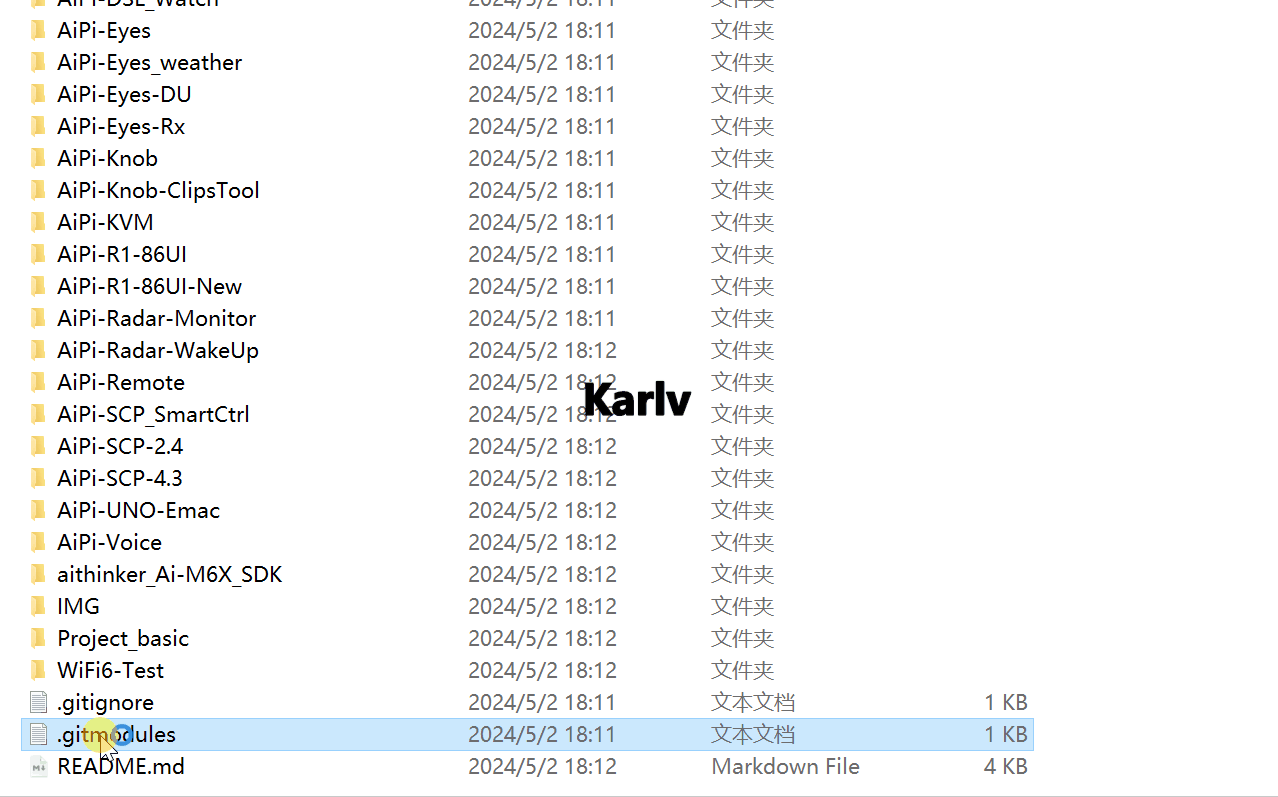 AiPi-DSL_Watch 2024/5/2 18:11 文件夹
AiPi-Eyes 2024/5/2 18:11 文件夹
AiPi-Eyes_weather 2024/5/2 18:11 文件夹
AiPi-Eyes-DU 2024/5/2 18:11 文件夹
AiPi-Eyes-Rx 2024/5/2 18:11 文件夹
AiPi-Knob 2024/5/2 18:11 文件夹
AiPi-Knob-ClipsTool 2024/5/2 18:11 文件夹
AiPi-KVM 2024/5/2 18:11 文件夹
AiPi-R1-86UI 2024/5/2 18:11 文件夹
AiPi-R1-86UI-New 2024/5/2 18:11 文件夹
AiPi-Radar-Monitor 2024/5/2 18:11 文件夹
AiPi-Radar-WakeUp 2024/5/2 18:12 文件夹
AiPi-Remote 2024/5/2 18:12 文件夹
Karlv
AiPi-SCP_SmartCtrl 2024/5/2 18:12 文件夹
AiPi-SCP-2.4 2024/5/2 18:12 文件夹
AiPi-SCP-4.3 2024/5/2 18:12 文件夹
AiPi-UNO-Emac 2024/5/2 18:12 文件夹
AiPi-Voice 2024/5/2 18:12 文件夹
aithinker_Ai-M6X_SDK 2024/5/2 18:12 文件夹
IMG 2024/5/2 18:12 文件夹
Project_basic 2024/5/2 18:12 文件夹
WiFi6-Test 2024/5/2 18:12 文件夹
.gitignore 2024/5/2 18:11 文本文档 1 KB
.gitmodules 2024/5/2 18:11 文本文档 1 KB
README.md 2024/5/2 18:12 Markdown File 4 KB